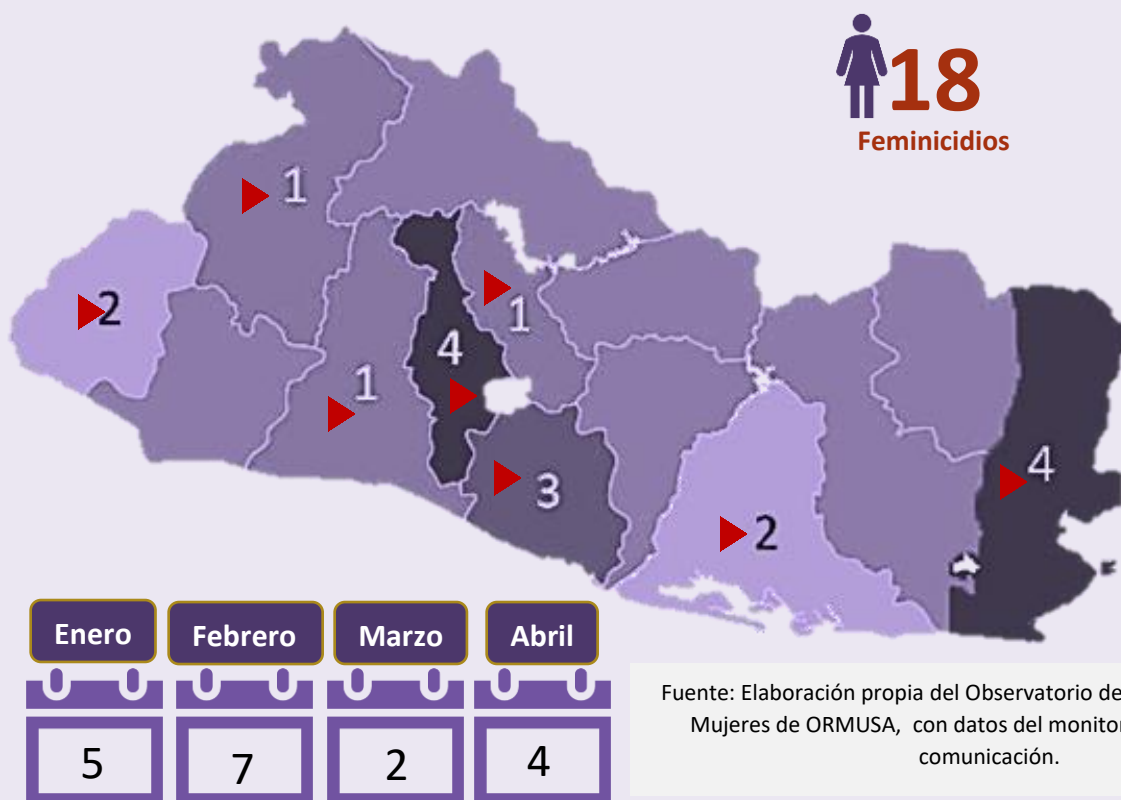 18
Feminicidios
1
2
1
4
1
4
3
2
Enero
Febrero
Marzo
Abril
5
7
2
4
Fuente: Elaboración propia del Observatorio de
Mujeres de ORMUSA, con datos del monitor
comunicación.